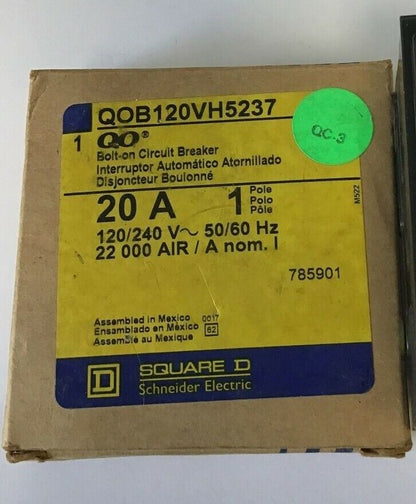 QOB120VH5237
1 QO®
Bolt-on Circuit Breaker
Interruptor Automático Atornillado
Disjoncteur Boulonné
QC-3
20 A 1 Pole
Polo
Pôle
120/240 V~ 50/60 Hz
22 000 AIR / A nom. I
M522
785901
Assembled in Mexico 0617
Ensamblado en México 62
Assemblé au Mexique
SQUARE D
Schneider Electric